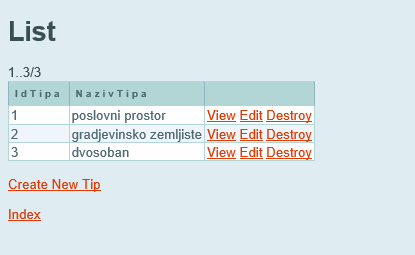 List
1..3/3
IdTipa NazivTipa
1 poslovni prostor View Edit Destroy
2 gradjevinsko zemljiste View Edit Destroy
3 dvosoban View Edit Destroy
Create New Tip
Index